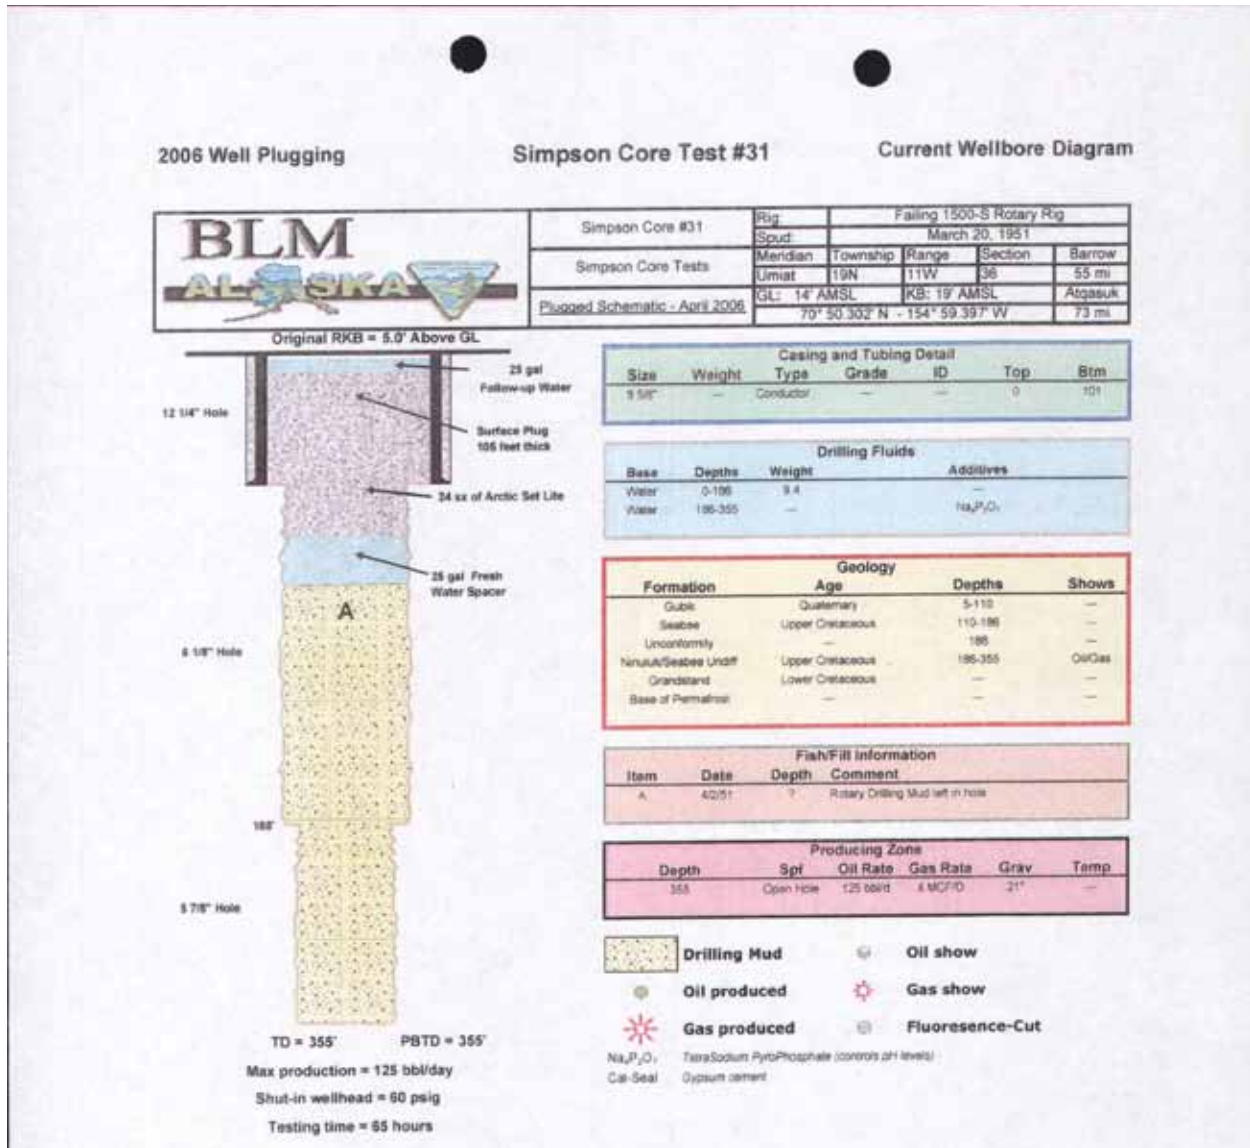 2006 Well Plugging
Simpson Core Test #31
Current Wellbore Diagram
BLM
ALASKA
Simpson Core #31
Simpson Core Tests
Plugged Schematic - April 2006
Rig: Failing 1500-S Rotary Rig
Spud: March 20, 1951
Meridian Township Range Section Barrow
Umiat 19N 11W 36 55 mi
GL: 14' AMSL KB: 19' AMSL Atqasuk
70° 50.302' N - 154° 59.397' W 73 mi
Original RKB = 5.0' Above GL
25 gal
Follow-up Water
12 1/4" Hole
Surface Plug
105 feet thick
34 sx of Arctic Set Lite
25 gal Fresh
Water Spacer
A
6 1/8" Hole
5 7/8" Hole
TD = 355' PBTD = 355'
Max production = 125 bbl/day
Shut-in wellhead = 60 psig
Testing time = 65 hours
Casing and Tubing Detail
Size Weight Type Grade ID Top Btm
9 5/8" — Conductor — — 0 101
Drilling Fluids
Base Depths Weight Additives
Water 0-186 9.4 —
Water 186-355 — Na₄P₂O₇
Geology
Formation Age Depths Shows
Gubik Quaternary 5-110 —
Seabee Upper Cretaceous 110-186 —
Unconformity — 186 —
Ninuluk/Seabee Undiff Upper Cretaceous 186-355 Oil/Gas
Grandstand Lower Cretaceous — —
Base of Permafrost — — —
Fish/Fill Information
Item Date Depth Comment
A 4/2/51 ? Rotary Drilling Mud left in hole
Producing Zone
Depth Spf Oil Rate Gas Rate Grav Temp
355 Open Hole 125 bbl/d MCF/D 21° —
Drilling Mud
Oil show
Oil produced
Gas show
Gas produced
Fluoresence-Cut
Na₄P₂O₇ TetraSodium PyroPhosphate (controls pH levels)
Cal-Seal Gypsum cement